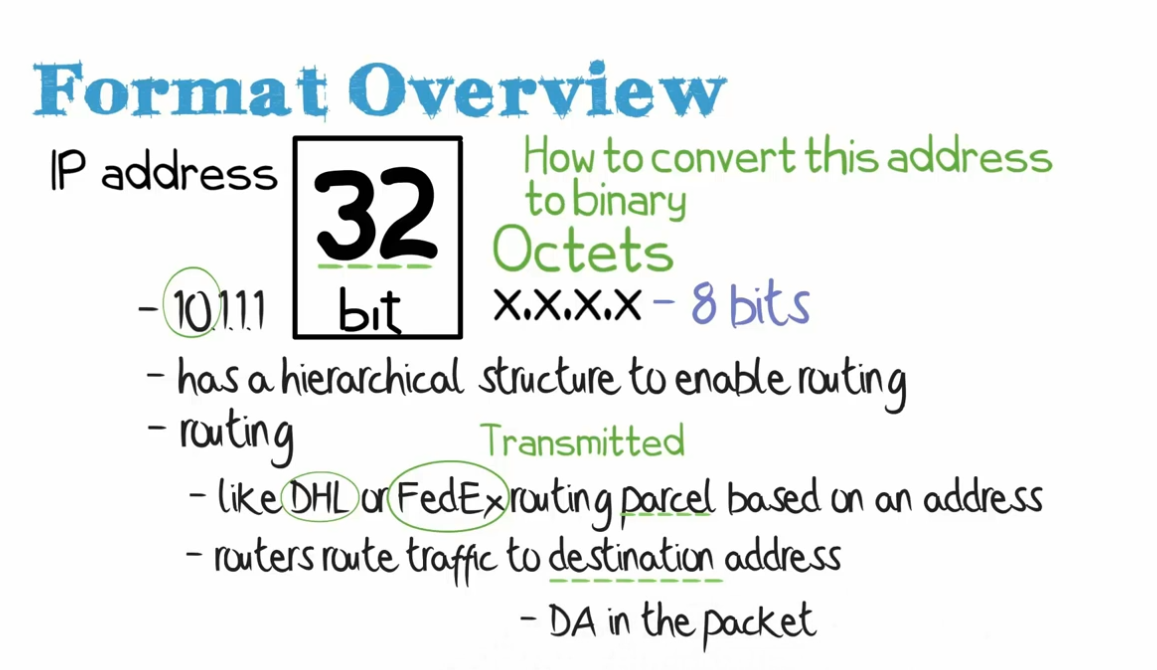 Format Overview
IP address
32
bit
How to convert this address
to binary
Octets
x.x.x.x - 8 bits
- 10.1.1.1
- has a hierarchical structure to enable routing
- routing
Transmitted
- like DHL or FedEx routing parcel based on an address
- routers route traffic to destination address
- DA in the packet